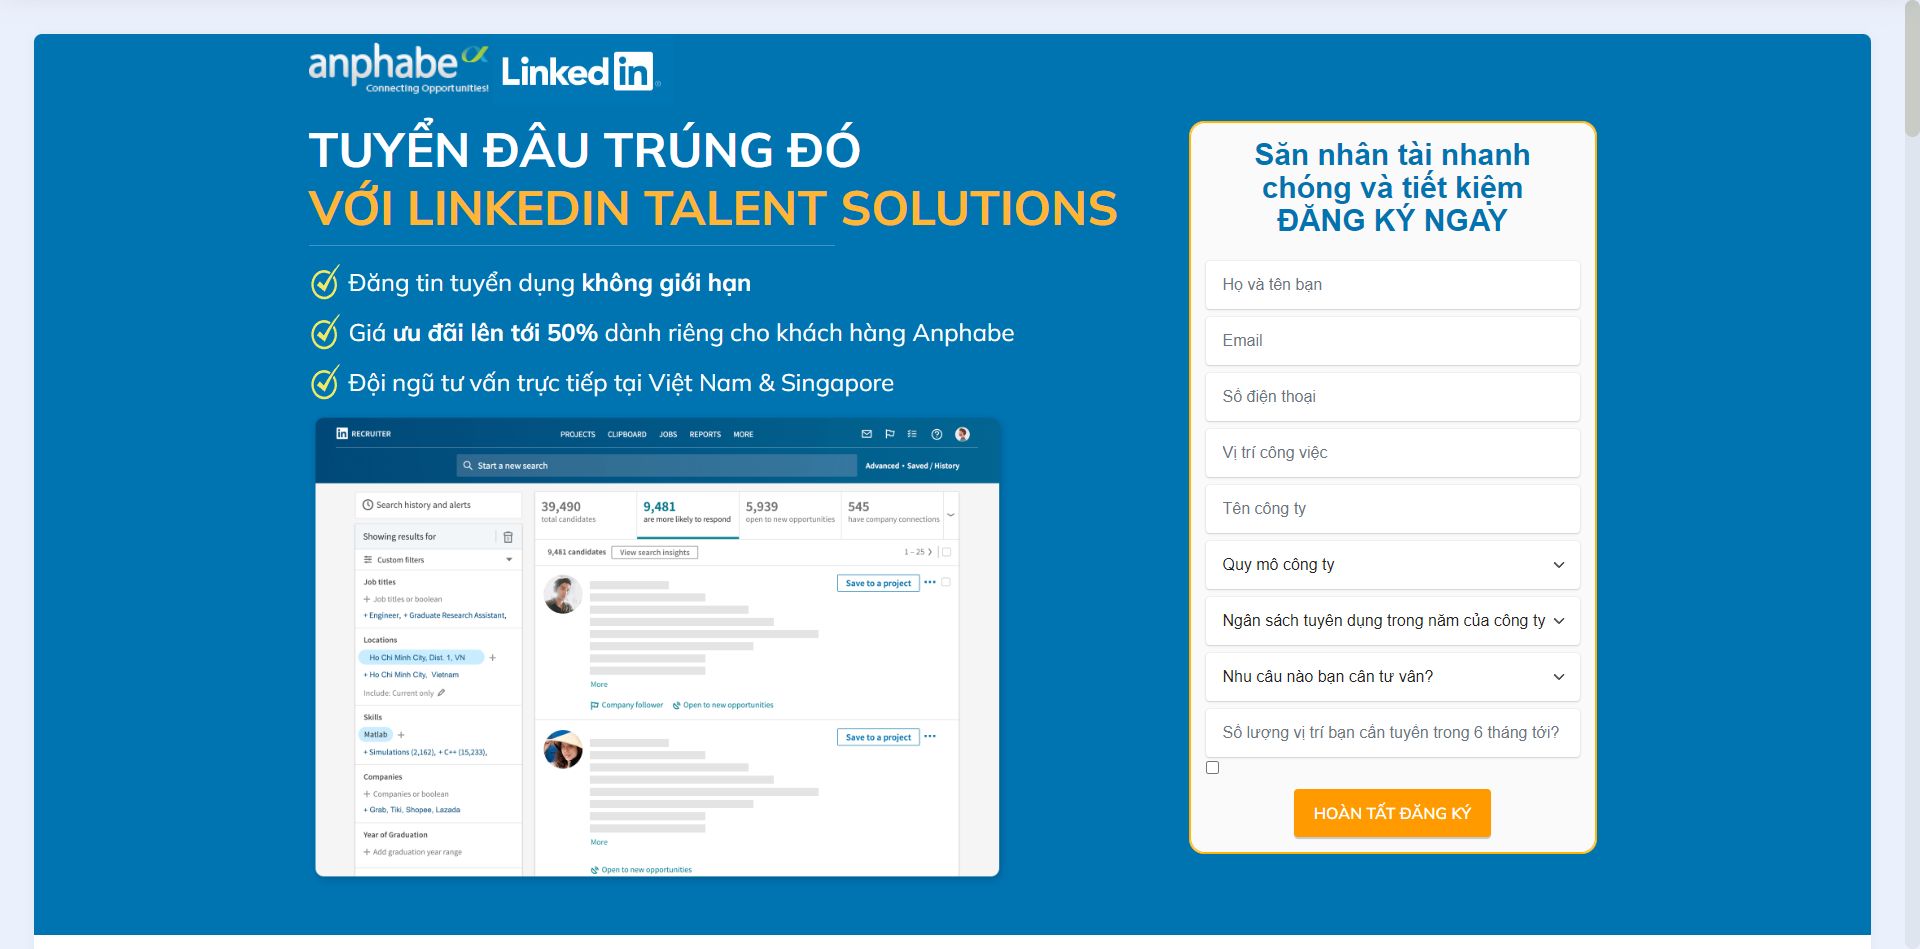 anphabe
Connecting Opportunities!
Linked in
TUYỂN ĐÂU TRÚNG ĐÓ
VỚI LINKEDIN TALENT SOLUTIONS
Đăng tin tuyển dụng không giới hạn
Giá ưu đãi lên tới 50% dành riêng cho khách hàng Anphabe
Đội ngũ tư vấn trực tiếp tại Việt Nam & Singapore
in RECRUITER
PROJECTS CLIPBOARD JOBS REPORTS MORE
Start a new search
Advanced • Saved / History
Search history and alerts
Showing results for
Custom filters
Job titles
+ Job titles or boolean
+ Engineer, + Graduate Research Assistant,
Locations
Ho Chi Minh City, Dist. 1, VN +
+ Ho Chi Minh City, Vietnam
Include: Current only
Skills
Matlab +
+ Simulations (2,162), + C++ (15,233),
Companies
+ Companies or boolean
+ Grab, Tiki, Shopee, Lazada
Year of Graduation
+ Add graduation year range
39,490
total candidates
9,481
are more likely to respond
5,939
open to new opportunities
545
have company connections
9,481 candidates View search insights 1 – 25
Save to a project
More
Company follower Open to new opportunities
Save to a project
More
Open to new opportunities
Săn nhân tài nhanh
chóng và tiết kiệm
ĐĂNG KÝ NGAY
Họ và tên bạn
Email
Số điện thoại
Vị trí công việc
Tên công ty
Quy mô công ty
Ngân sách tuyển dụng trong năm của công ty
Nhu cầu nào bạn cần tư vấn?
Số lượng vị trí bạn cần tuyển trong 6 tháng tới?
HOÀN TẤT ĐĂNG KÝ